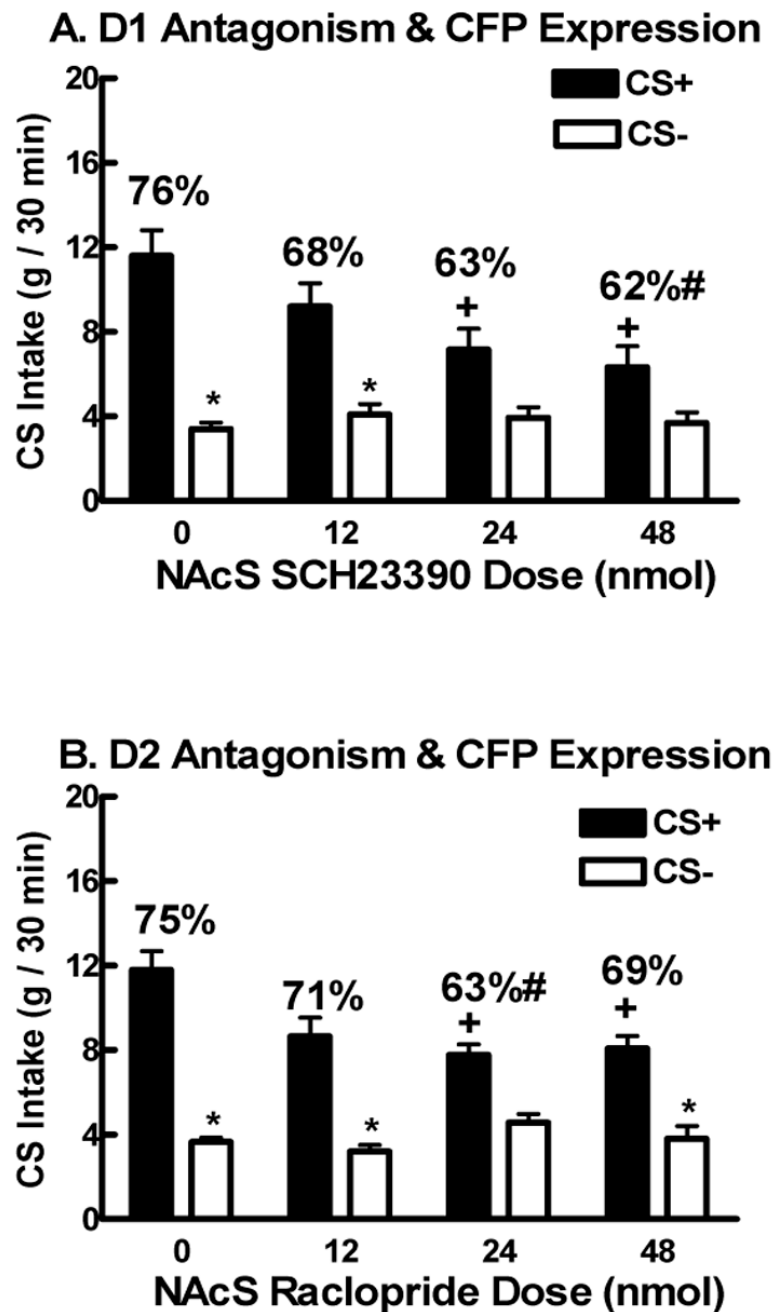 A. D1 Antagonism & CFP Expression
20
CS+
CS-
16
76%
12
68%
63%
62%#
+
+
8
*
*
4
0
CS Intake (g / 30 min)
0 12 24 48
NAcS SCH23390 Dose (nmol)
B. D2 Antagonism & CFP Expression
20
CS+
CS-
16
75%
12
71%
63%#
69%
+
+
8
*
*
*
4
0
CS Intake (g / 30 min)
0 12 24 48
NAcS Raclopride Dose (nmol)